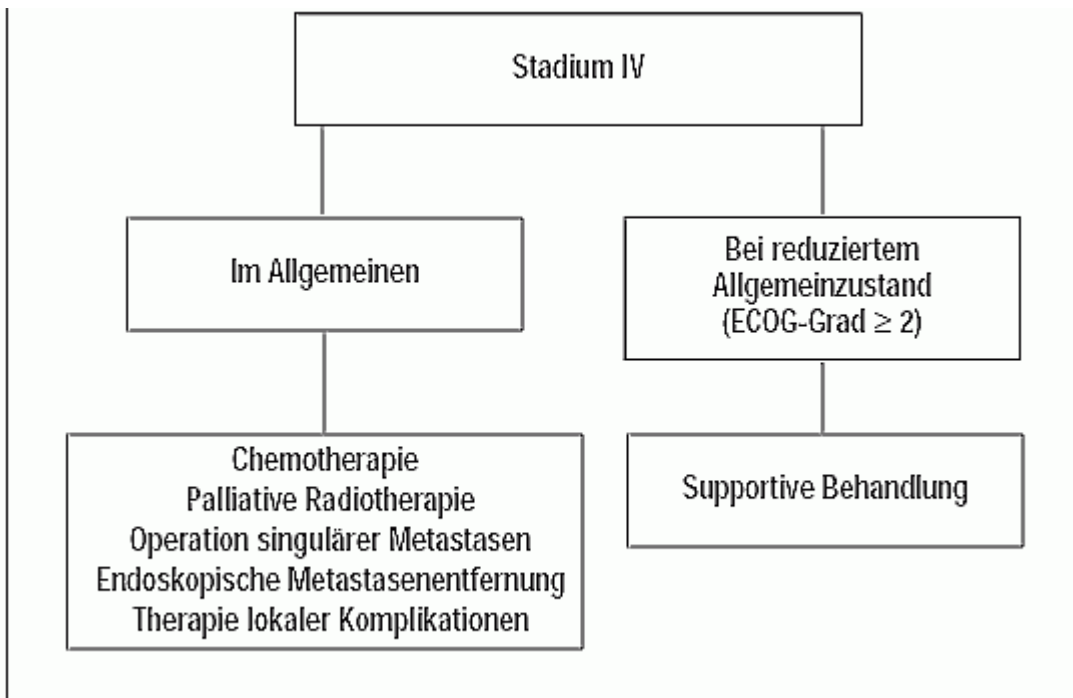 Stadium IV
Im Allgemeinen
Bei reduziertem
Allgemeinzustand
(ECOG-Grad ≥ 2)
Chemotherapie
Palliative Radiotherapie
Operation singulärer Metastasen
Endoskopische Metastasenentfernung
Therapie lokaler Komplikationen
Supportive Behandlung